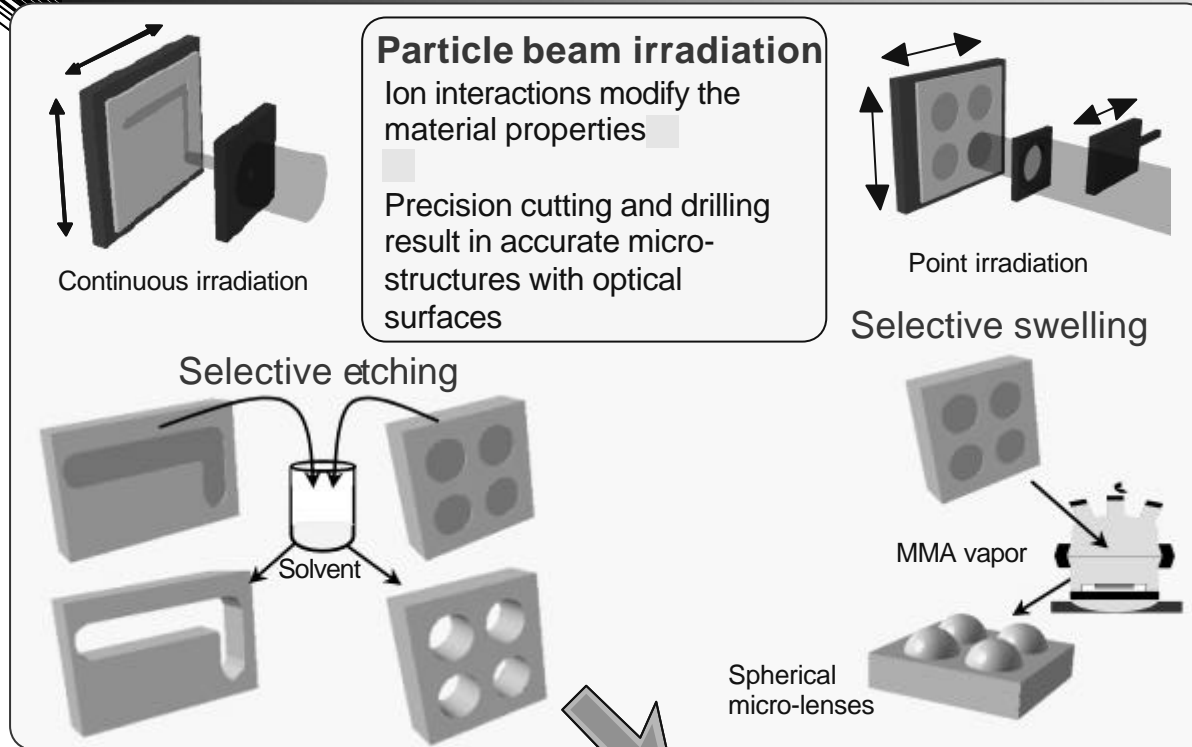 Particle beam irradiation
Ion interactions modify the
material properties
Precision cutting and drilling
result in accurate micro-
structures with optical
surfaces
Continuous irradiation
Point irradiation
Selective swelling
Selective etching
Solvent
MMA vapor
Spherical
micro-lenses